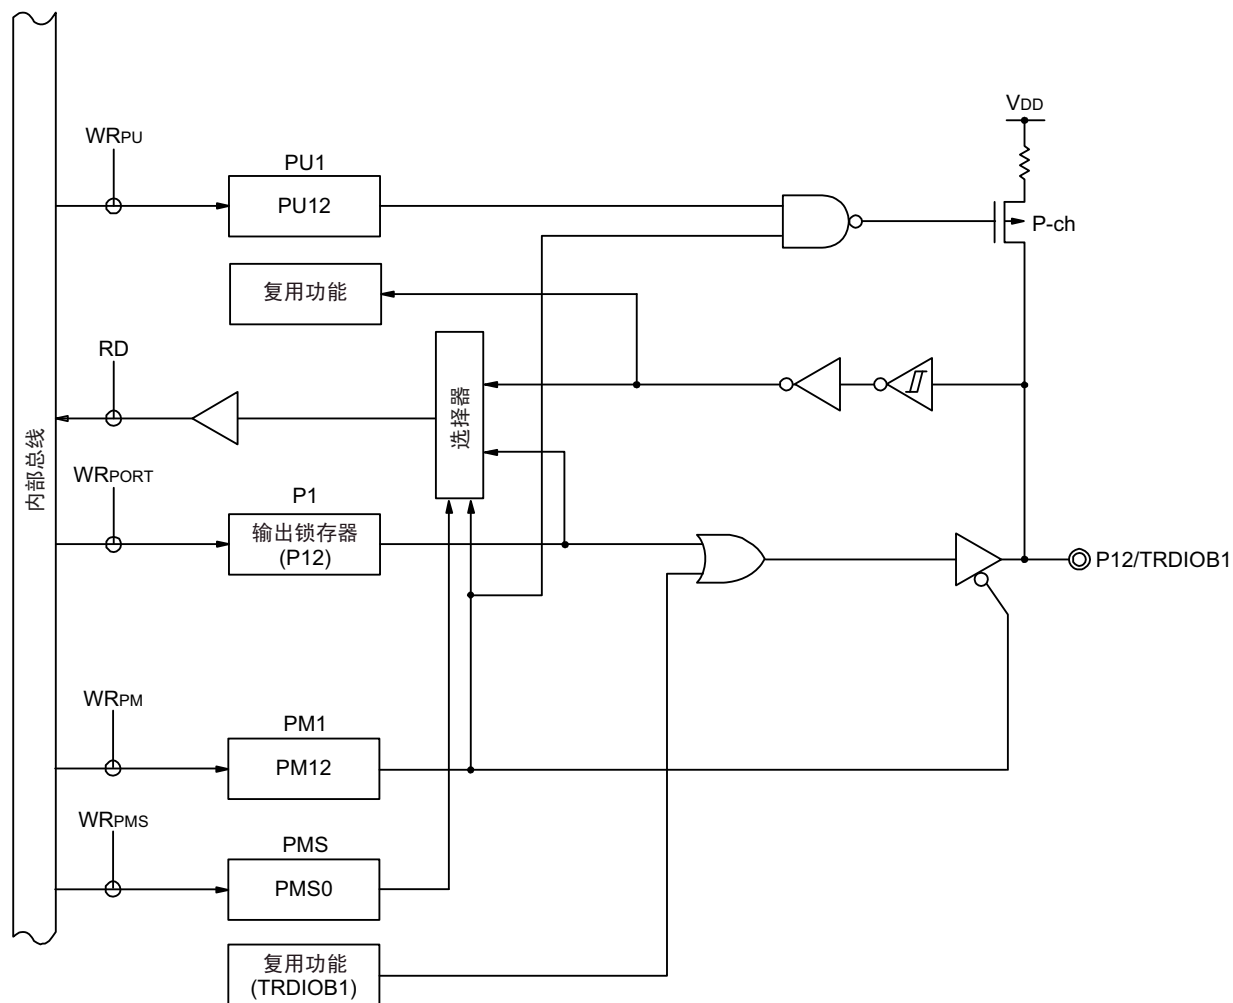 VDD
WRPU
PU1
PU12
P-ch
复用功能
RD
选择器
内部总线
WRPORT
P1
输出锁存器
(P12)
P12/TRDIOB1
WRPM
PM1
PM12
WRPMS
PMS
PMS0
复用功能
(TRDIOB1)